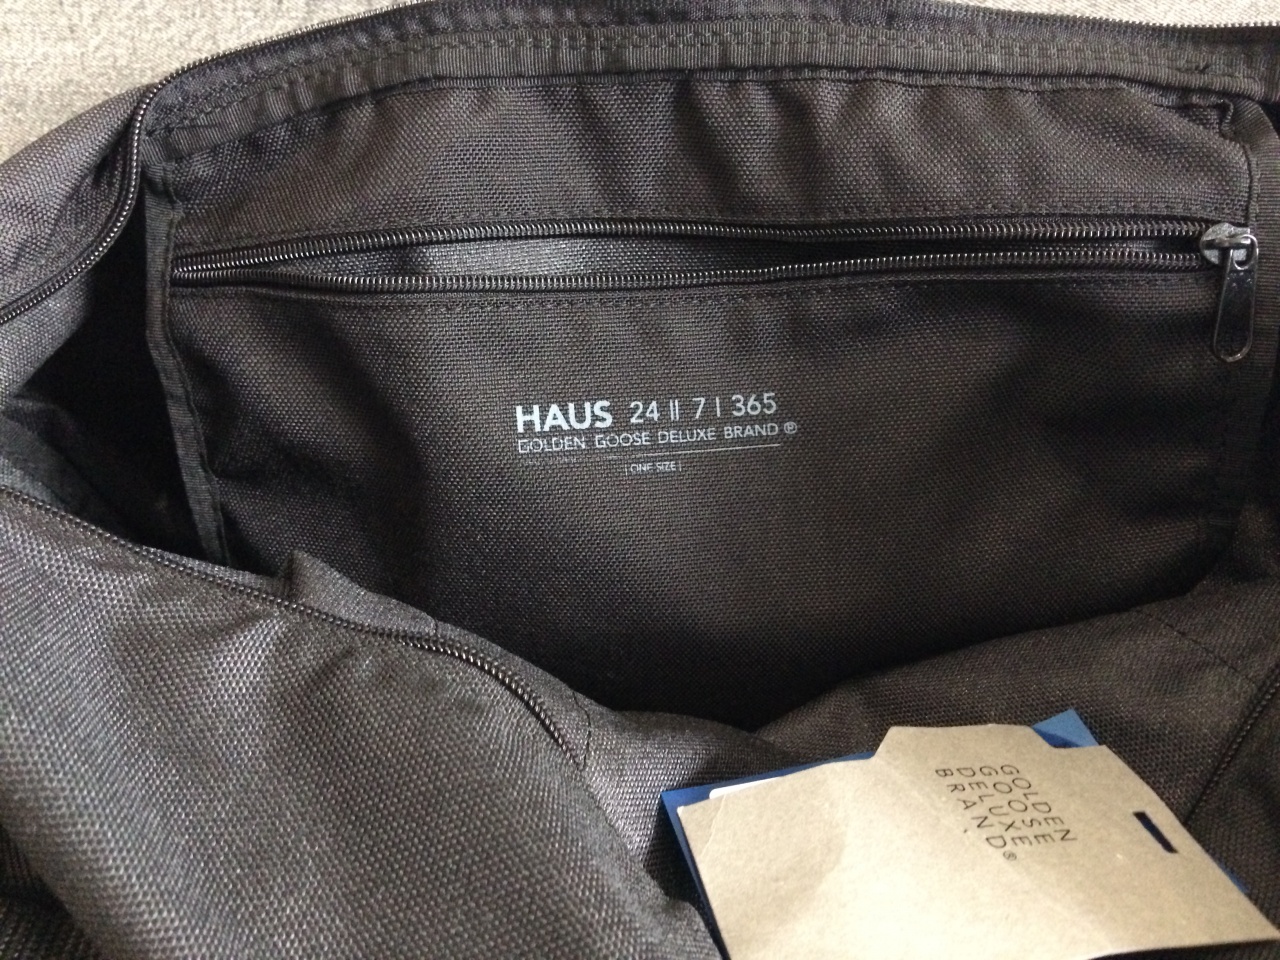 HAUS 24 || 7 | 365
GOLDEN GOOSE DELUXE BRAND ®
| ONE SIZE |
GOLDEN
GOOSE
DELUXE
BRAND®